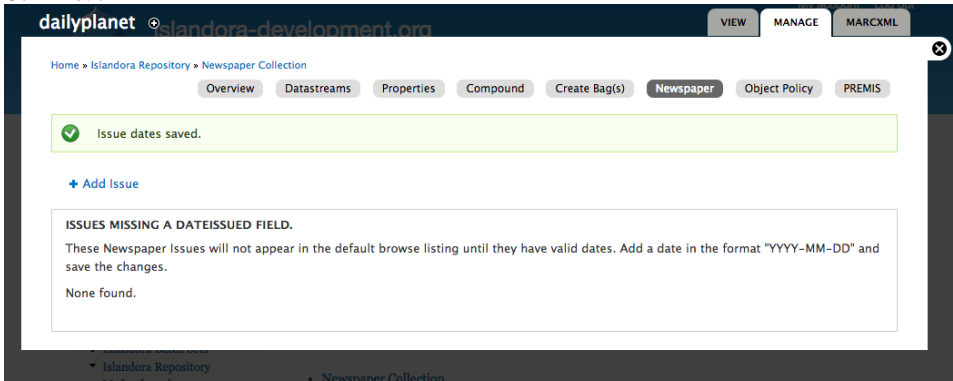 dailyplanet
islandora-development.org
VIEW
MANAGE
MARCXML
Home » Islandora Repository » Newspaper Collection
Overview
Datastreams
Properties
Compound
Create Bag(s)
Newspaper
Object Policy
PREMIS
Issue dates saved.
+ Add Issue
ISSUES MISSING A DATEISSUED FIELD.
These Newspaper Issues will not appear in the default browse listing until they have valid dates. Add a date in the format "YYYY-MM-DD" and
save the changes.
None found.
Islandora Repository
Newspaper Collection